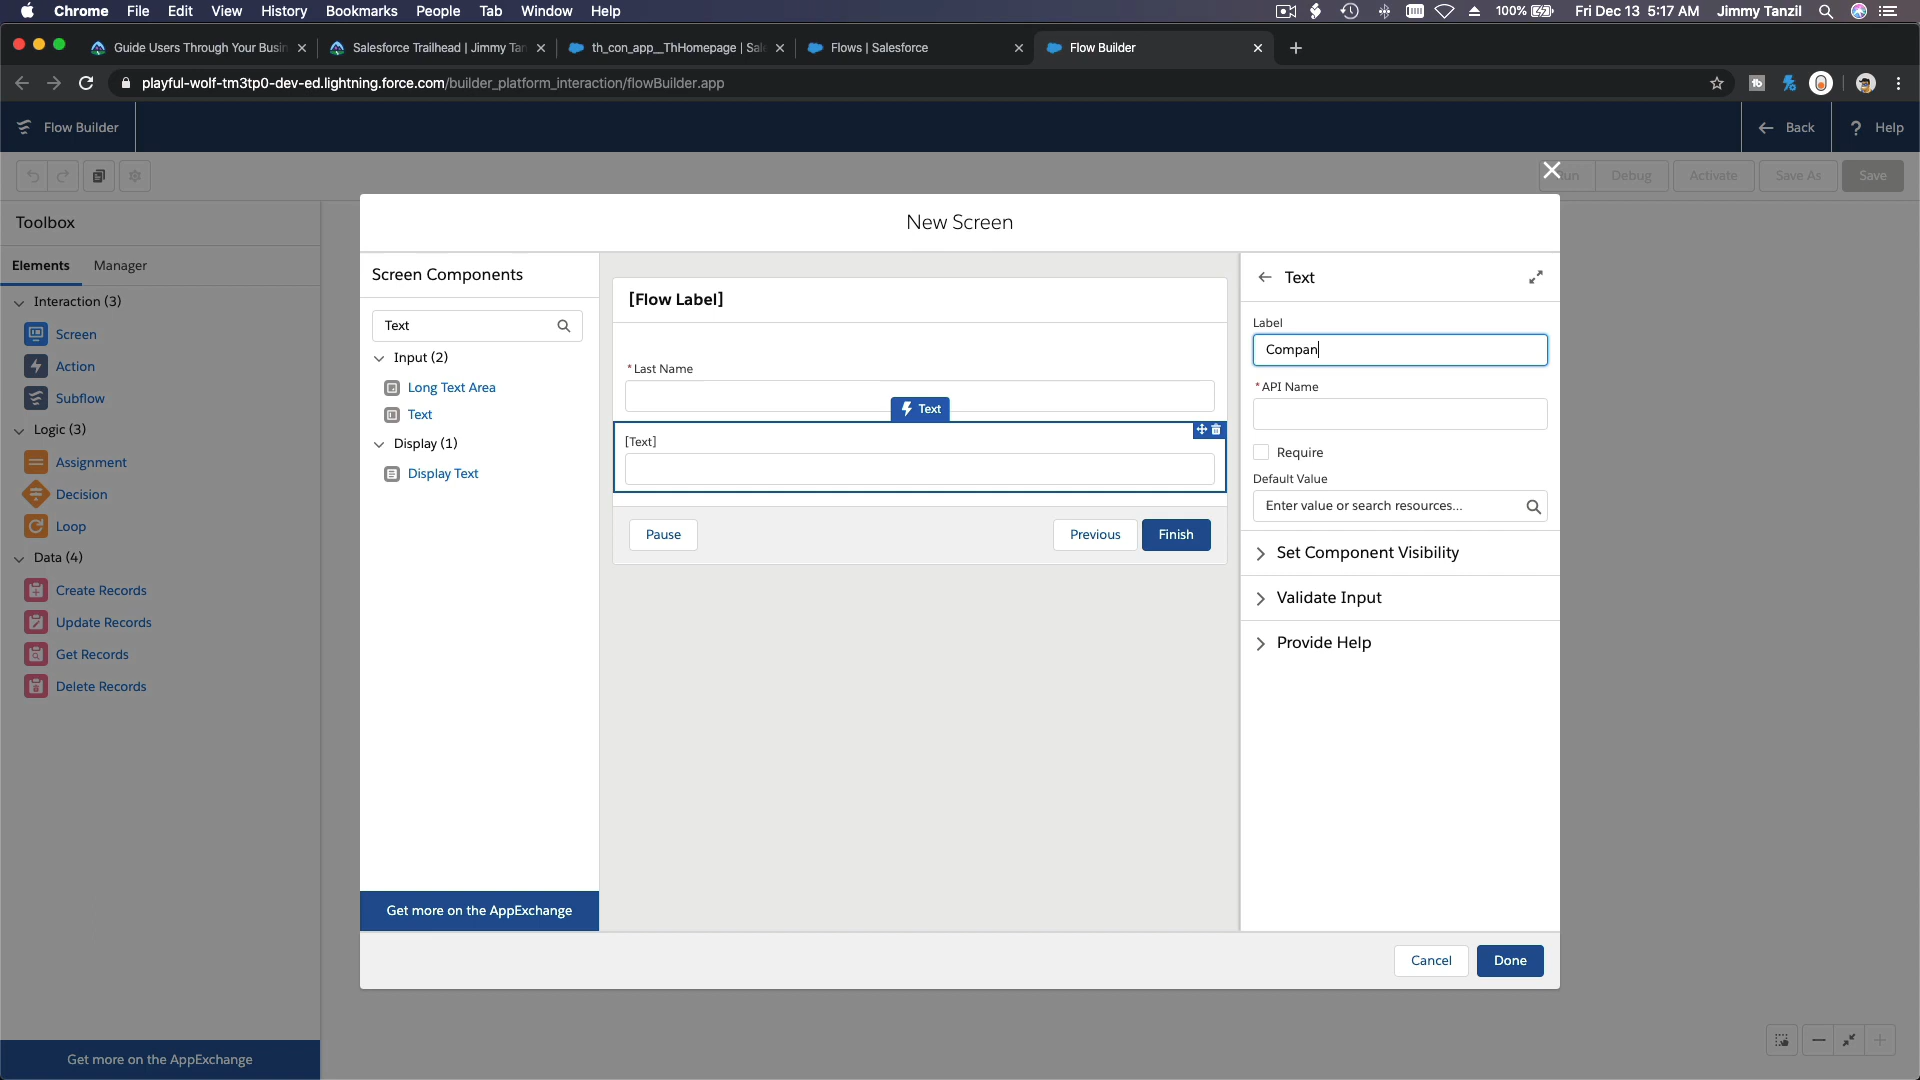 Chrome File Edit View History Bookmarks People Tab Window Help 100% Fri Dec 13 5:17 AM Jimmy Tanzil
Guide Users Through Your Busin Salesforce Trailhead | Jimmy Tan th_con_app__ThHomepage | Sal Flows | Salesforce Flow Builder
playful-wolf-tm3tp0-dev-ed.lightning.force.com/builder_platform_interaction/flowBuilder.app
Flow Builder Back ? Help
Debug Activate Save As Save
Toolbox
Elements Manager
Interaction (3)
Screen
Action
Subflow
Logic (3)
Assignment
Decision
Loop
Data (4)
Create Records
Update Records
Get Records
Delete Records
Get more on the AppExchange
New Screen
Screen Components
Text
Input (2)
Long Text Area
Text
Display (1)
Display Text
Get more on the AppExchange
[Flow Label]
*Last Name
Text
[Text]
Pause Previous Finish
Text
Label
Compan
*API Name
Require
Default Value
Enter value or search resources...
Set Component Visibility
Validate Input
Provide Help
Cancel Done